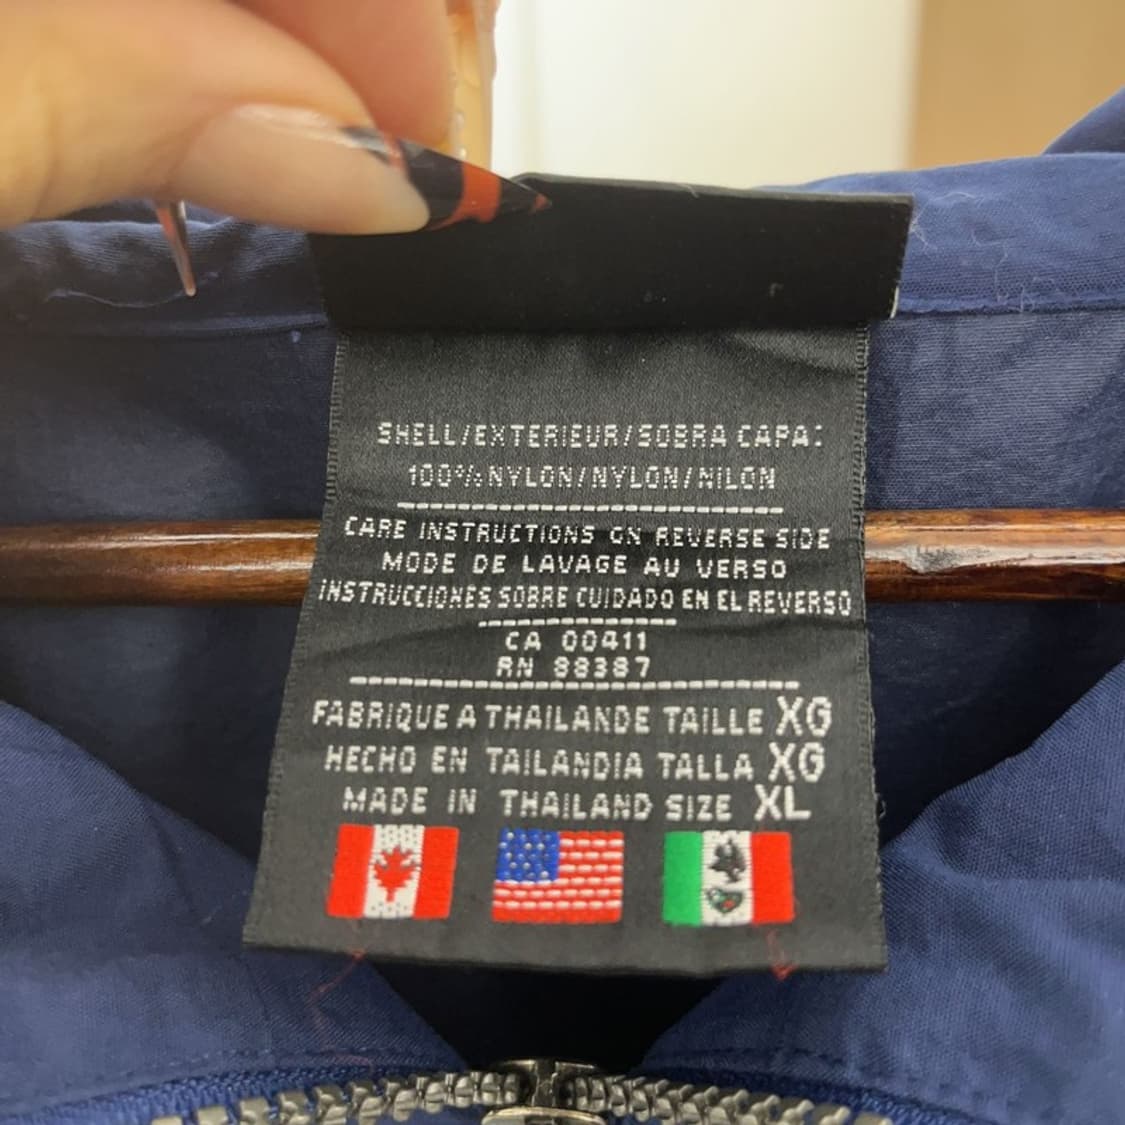 SHELL/EXTERIEUR/SOBRA CAPA:
100% NYLON/NYLON/NILON
CARE INSTRUCTIONS ON REVERSE SIDE
MODE DE LAVAGE AU VERSO
INSTRUCCIONES SOBRE CUIDADO EN EL REVERSO
CA 00411
RN 88387
FABRIQUE A THAILANDE TAILLE XG
HECHO EN TAILANDIA TALLA XG
MADE IN THAILAND SIZE XL